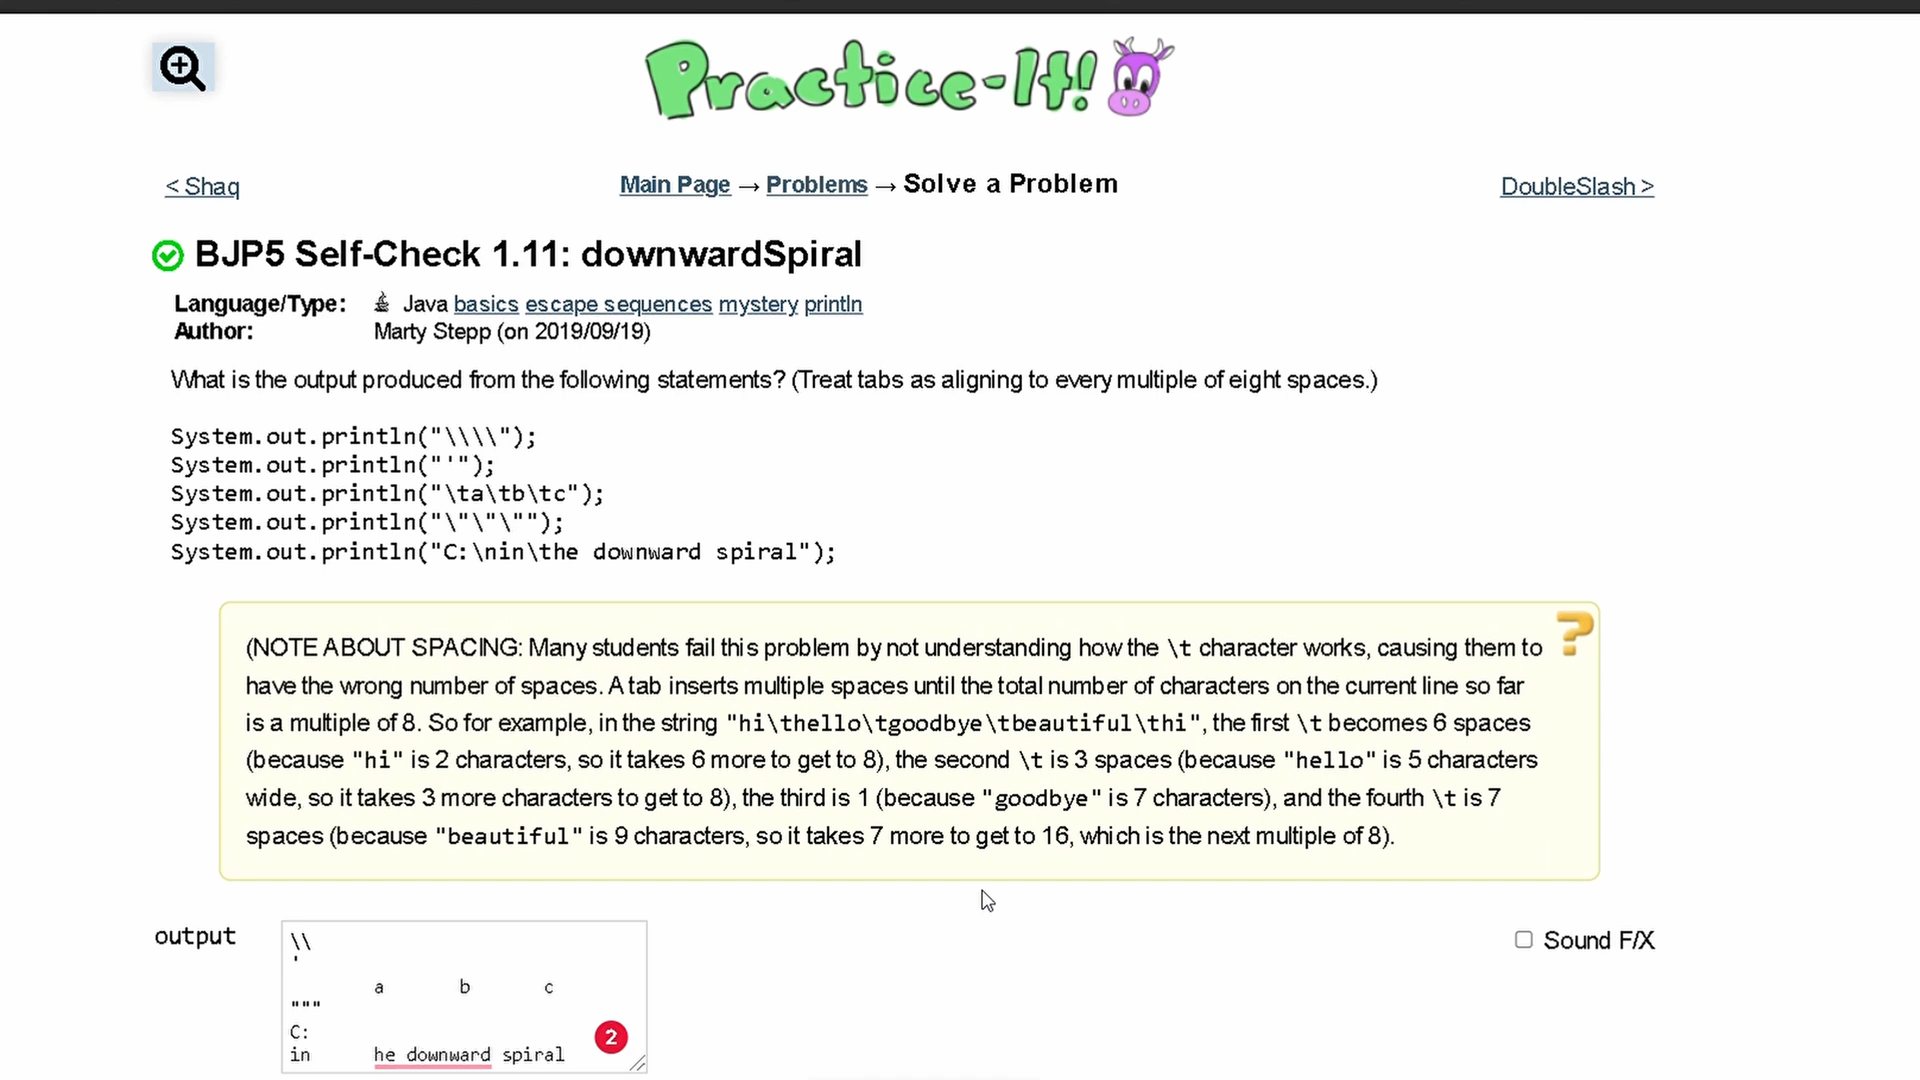 Practice-It!
< Shaq
Main Page → Problems → Solve a Problem
DoubleSlash >
BJP5 Self-Check 1.11: downwardSpiral
Language/Type: Java basics escape sequences mystery println
Author: Marty Stepp (on 2019/09/19)
What is the output produced from the following statements? (Treat tabs as aligning to every multiple of eight spaces.)
System.out.println("\\\\");
System.out.println("'");
System.out.println("\ta\tb\tc");
System.out.println("\"\"\"");
System.out.println("C:\nin\the downward spiral");
(NOTE ABOUT SPACING: Many students fail this problem by not understanding how the \t character works, causing them to
have the wrong number of spaces. A tab inserts multiple spaces until the total number of characters on the current line so far
is a multiple of 8. So for example, in the string "hi\thello\tgoodbye\tbeautiful\thi", the first \t becomes 6 spaces
(because "hi" is 2 characters, so it takes 6 more to get to 8), the second \t is 3 spaces (because "hello" is 5 characters
wide, so it takes 3 more characters to get to 8), the third is 1 (because "goodbye" is 7 characters), and the fourth \t is 7
spaces (because "beautiful" is 9 characters, so it takes 7 more to get to 16, which is the next multiple of 8).
?
output
\\
'
        a       b       c
"""
C:
in      he downward spiral
2
Sound F/X